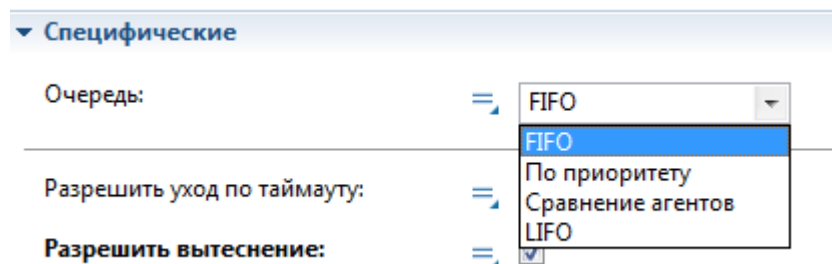 Специфические
Очередь:
FIFO
FIFO
По приоритету
Сравнение агентов
LIFO
Разрешить уход по таймауту:
Разрешить вытеснение: